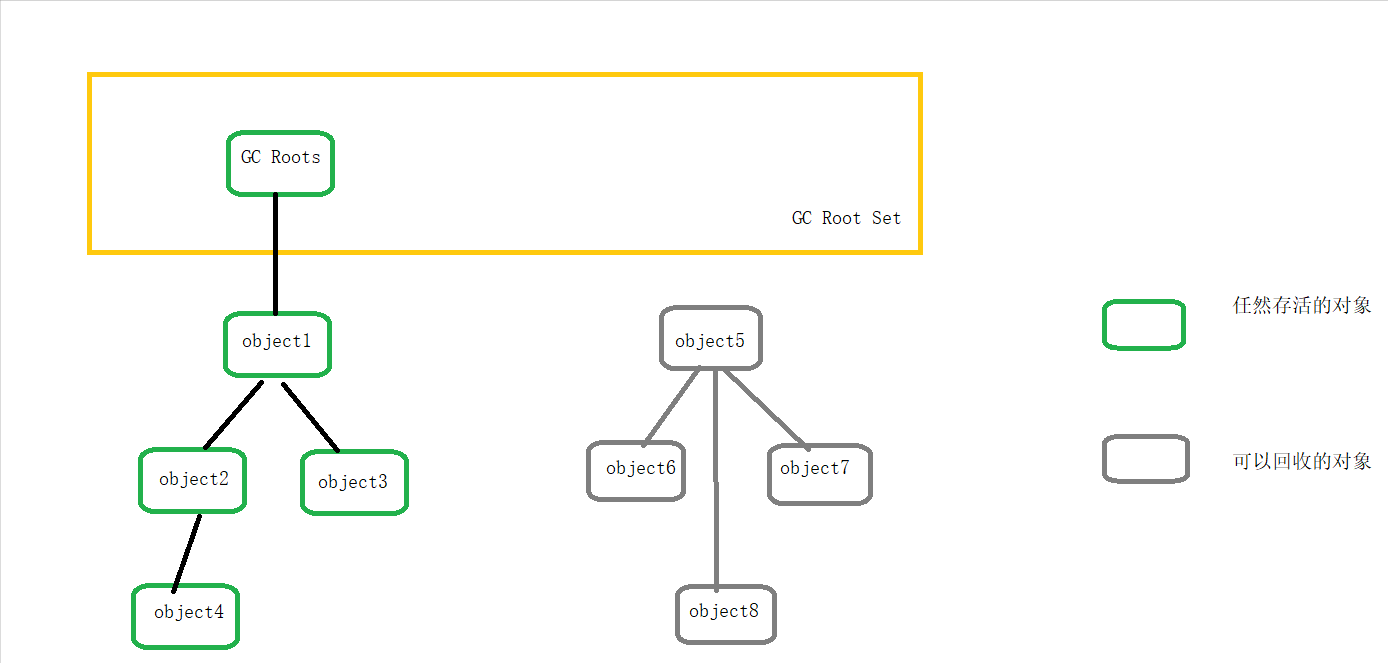 GC Roots
GC Root Set
object1
object2
object3
object4
object5
object6
object7
object8
任然存活的对象
可以回收的对象